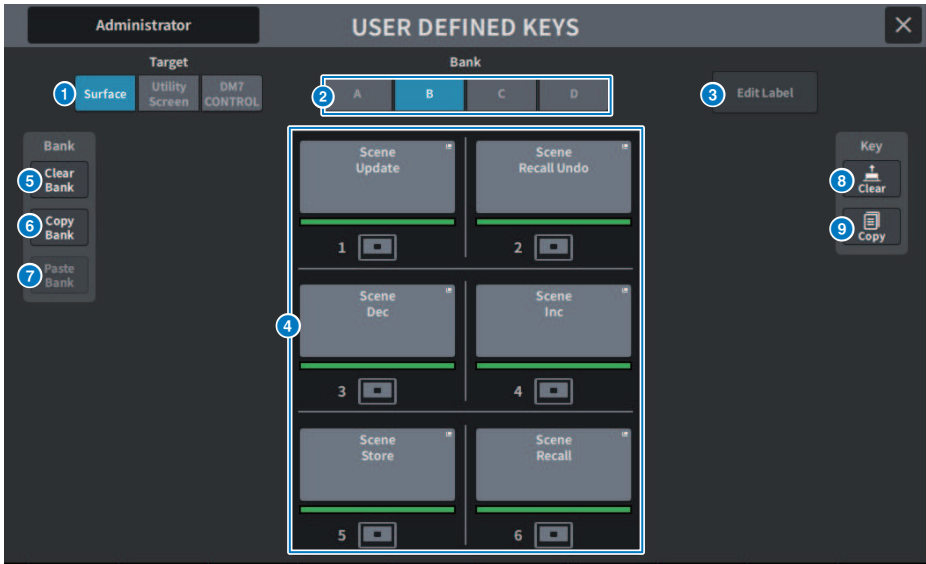 Administrator
USER DEFINED KEYS
Target
Bank
1
Surface
Utility
Screen
DM7
CONTROL
2
A
B
C
D
3
Edit Label
Bank
5
Clear
Bank
6
Copy
Bank
7
Paste
Bank
4
Scene
Update
Scene
Recall Undo
1
2
Scene
Dec
Scene
Inc
3
4
Scene
Store
Scene
Recall
5
6
Key
8
Clear
9
Copy